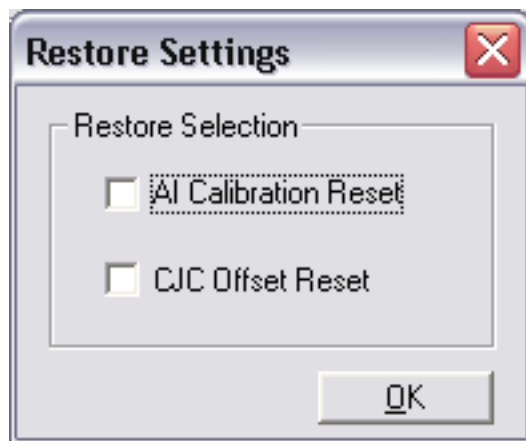 Restore Settings
Restore Selection
AI Calibration Reset
CJC Offset Reset
OK